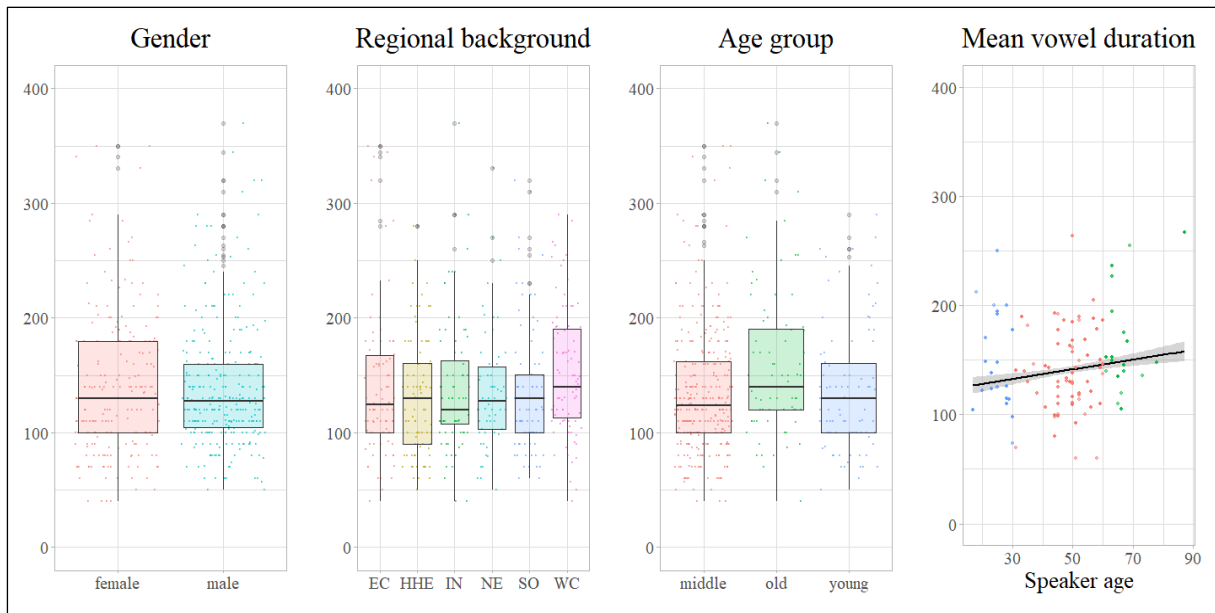 Gender
Regional background
Age group
Mean vowel duration
400
300
200
100
0
female
male
400
300
200
100
0
EC
HHE
IN
NE
SO
WC
400
300
200
100
0
middle
old
young
400
300
200
100
0
30
50
70
90
Speaker age